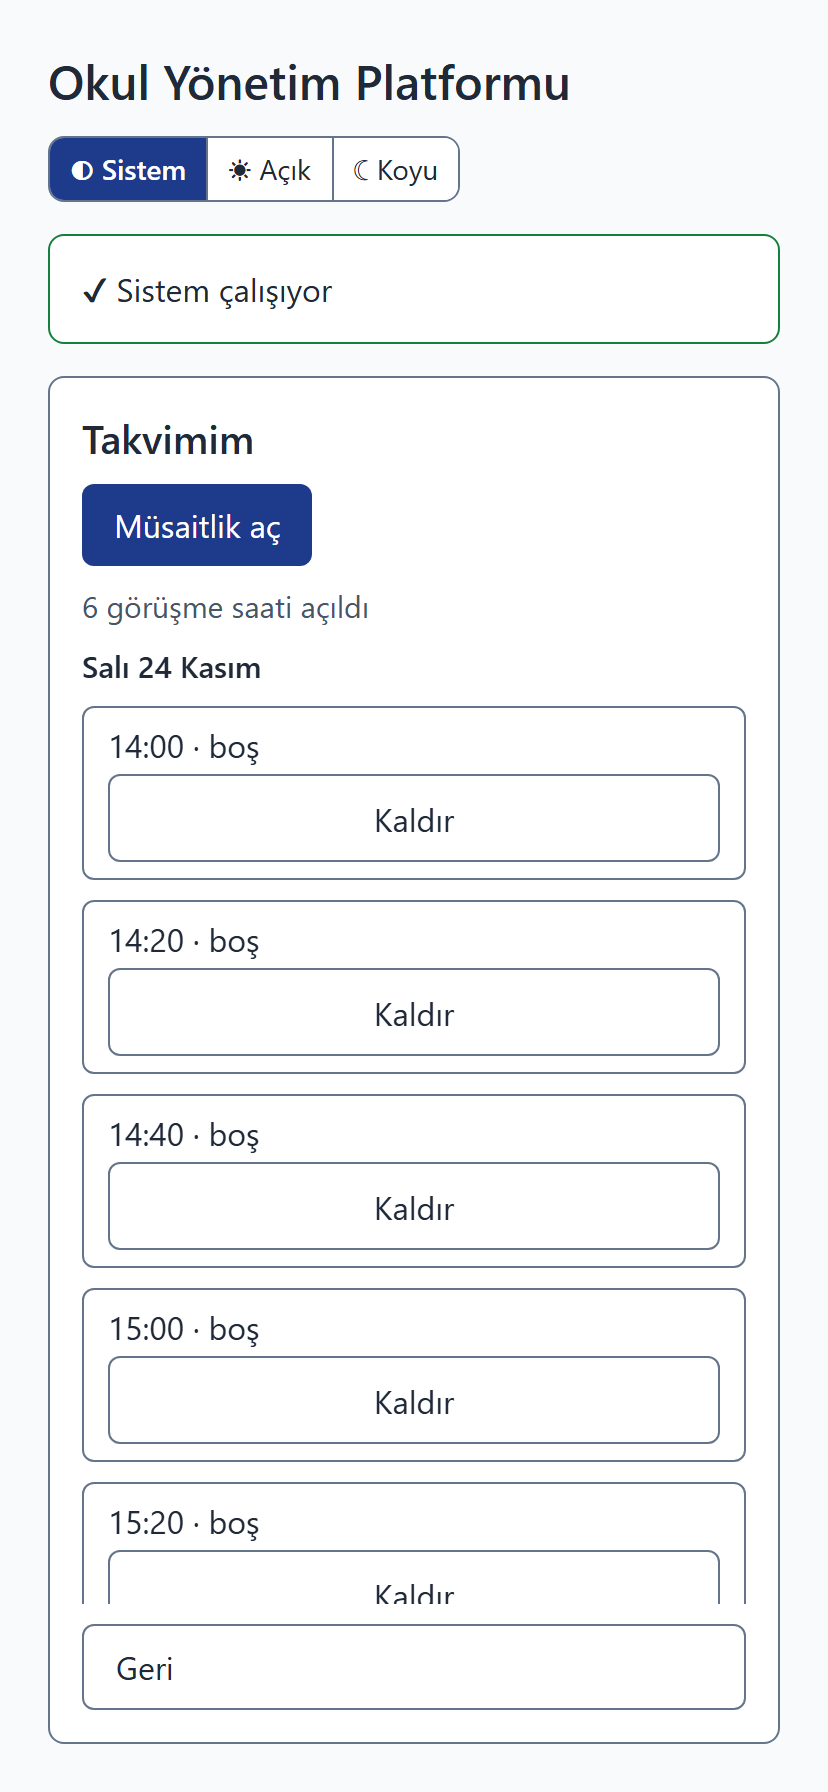 Okul Yönetim Platformu
◐ Sistem ☀ Açık ☾ Koyu
✓ Sistem çalışıyor
Takvimim
Müsaitlik aç
6 görüşme saati açıldı
Salı 24 Kasım
14:00 · boş
Kaldır
14:20 · boş
Kaldır
14:40 · boş
Kaldır
15:00 · boş
Kaldır
15:20 · boş
Kaldır
Geri